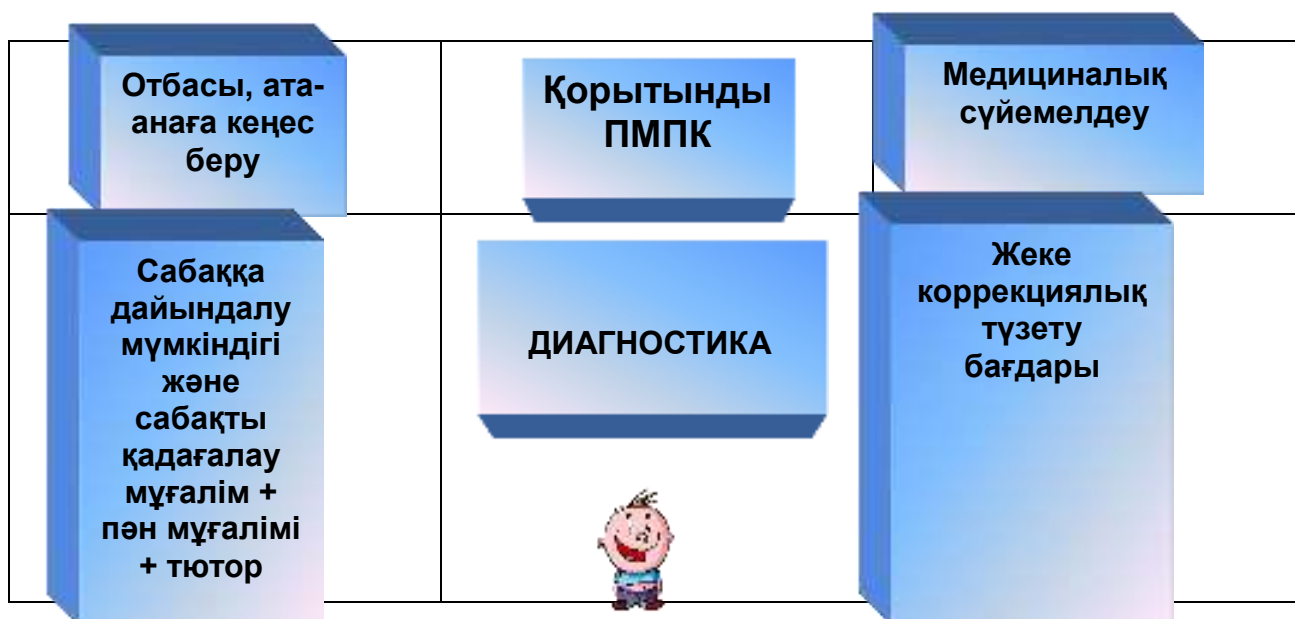 Отбасы, ата-
анаға кеңес
беру
Қорытынды
ПМПК
Медициналық
сүйемелдеу
Сабаққа
дайындалу
мүмкіндігі
және
сабақты
қадағалау
мұғалім +
пән мұғалімі
+ тютор
ДИАГНОСТИКА
Жеке
коррекциялық
түзету
бағдары